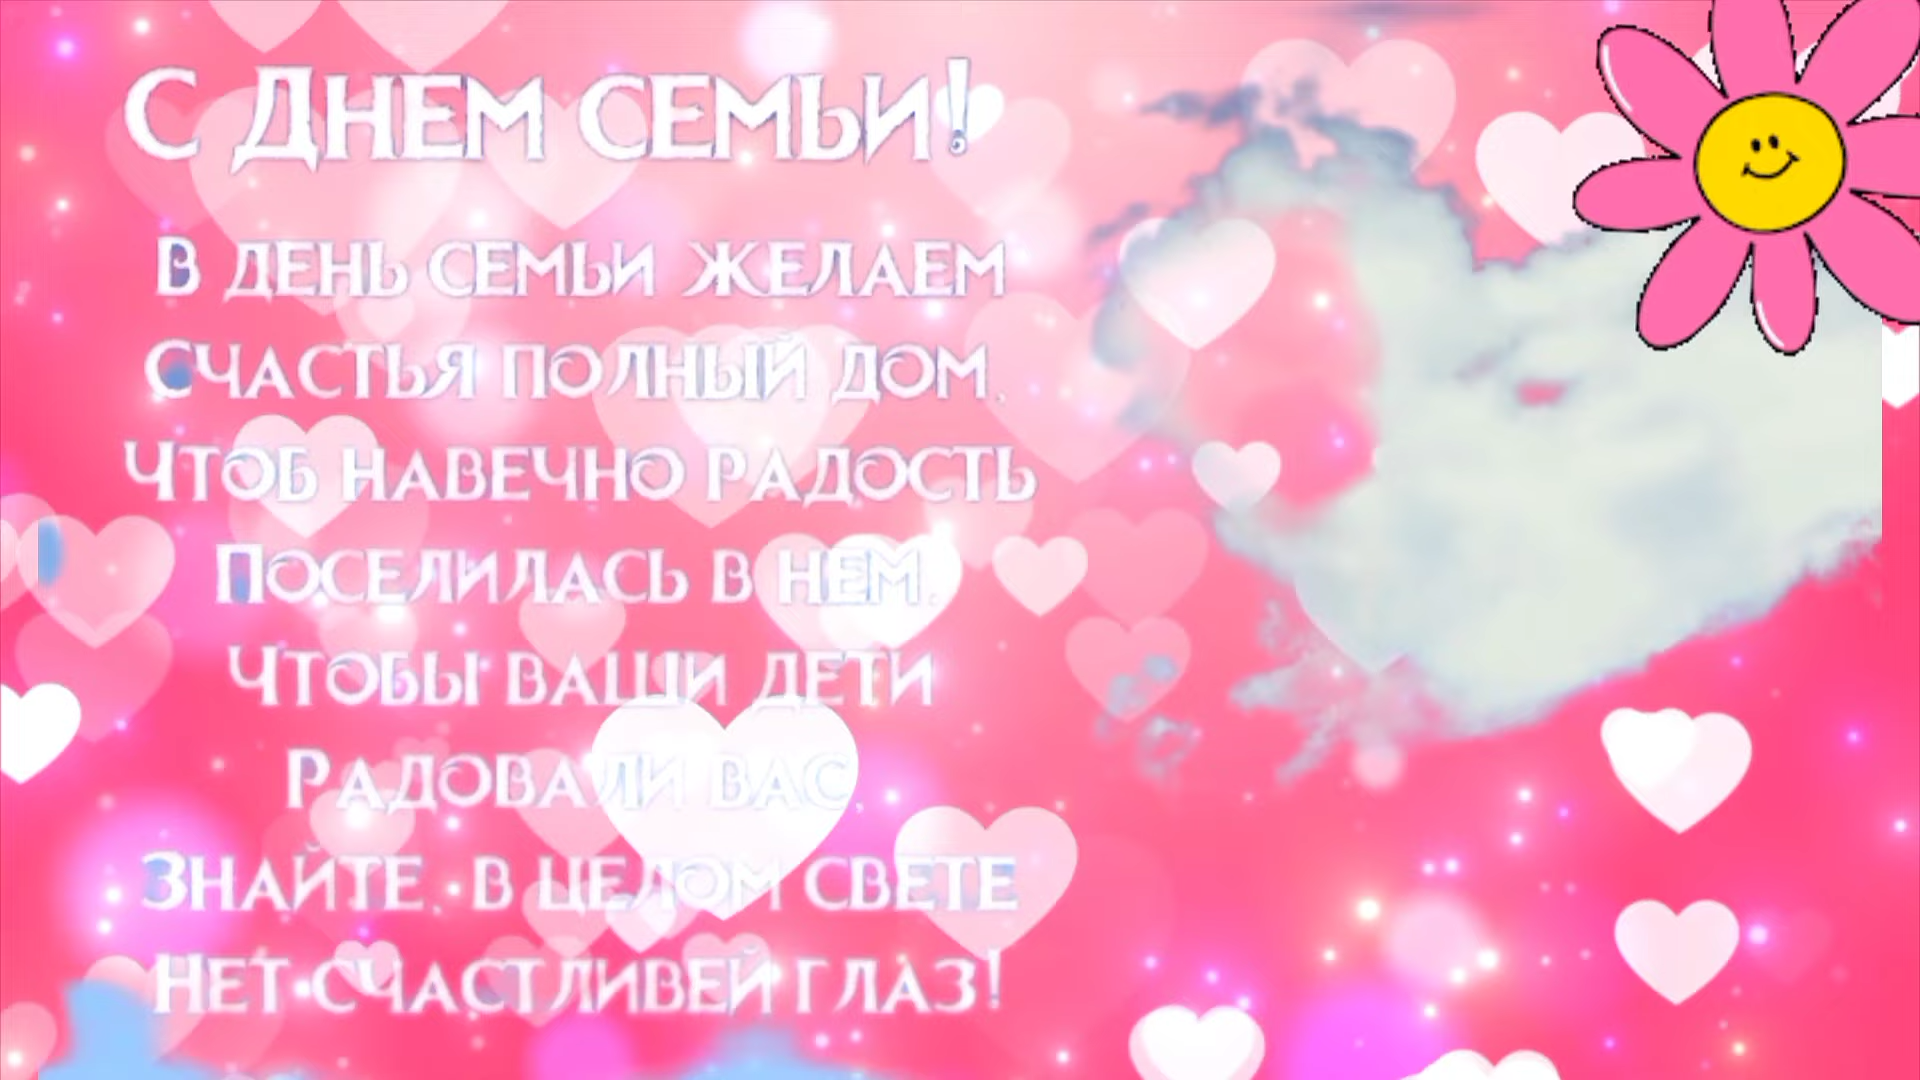 С ДНЕМ СЕМЬИ!
В ДЕНЬ СЕМЬИ ЖЕЛАЕМ
СЧАСТЬЯ ПОЛНЫЙ ДОМ,
ЧТОБ НАВЕЧНО РАДОСТЬ
ПОСЕЛИЛАСЬ В НЕМ.
ЧТОБЫ ВАШИ ДЕТИ
РАДОВАЛИ ВАС,
ЗНАЙТЕ, В ЦЕЛОМ СВЕТЕ
НЕТ СЧАСТЛИВЕЙ ГЛАЗ!